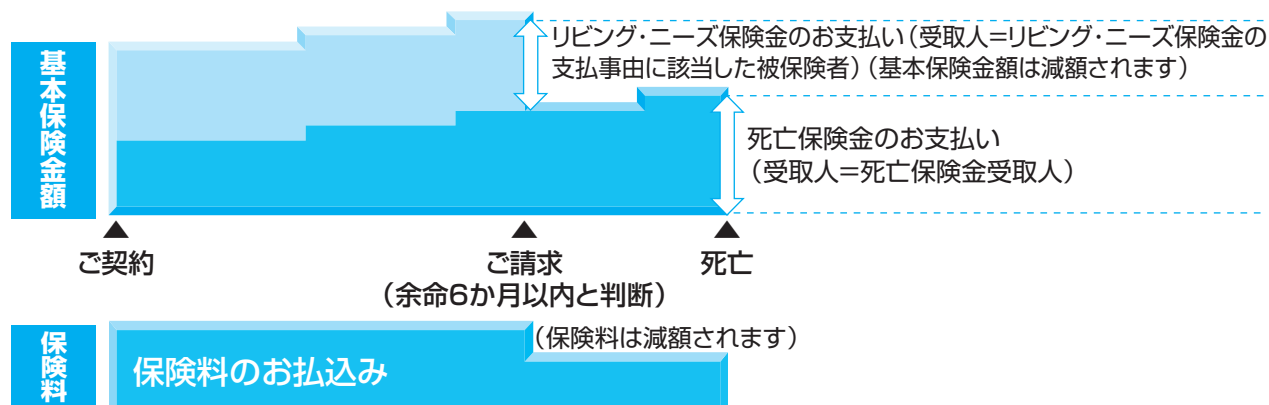 基本保険金額
リビング・ニーズ保険金のお支払い（受取人＝リビング・ニーズ保険金の
支払事由に該当した被保険者）（基本保険金額は減額されます）
死亡保険金のお支払い
（受取人＝死亡保険金受取人）
▲
▲
▲
ご契約
ご請求
死亡
（余命6か月以内と判断）
保険料
（保険料は減額されます）
保険料のお払込み